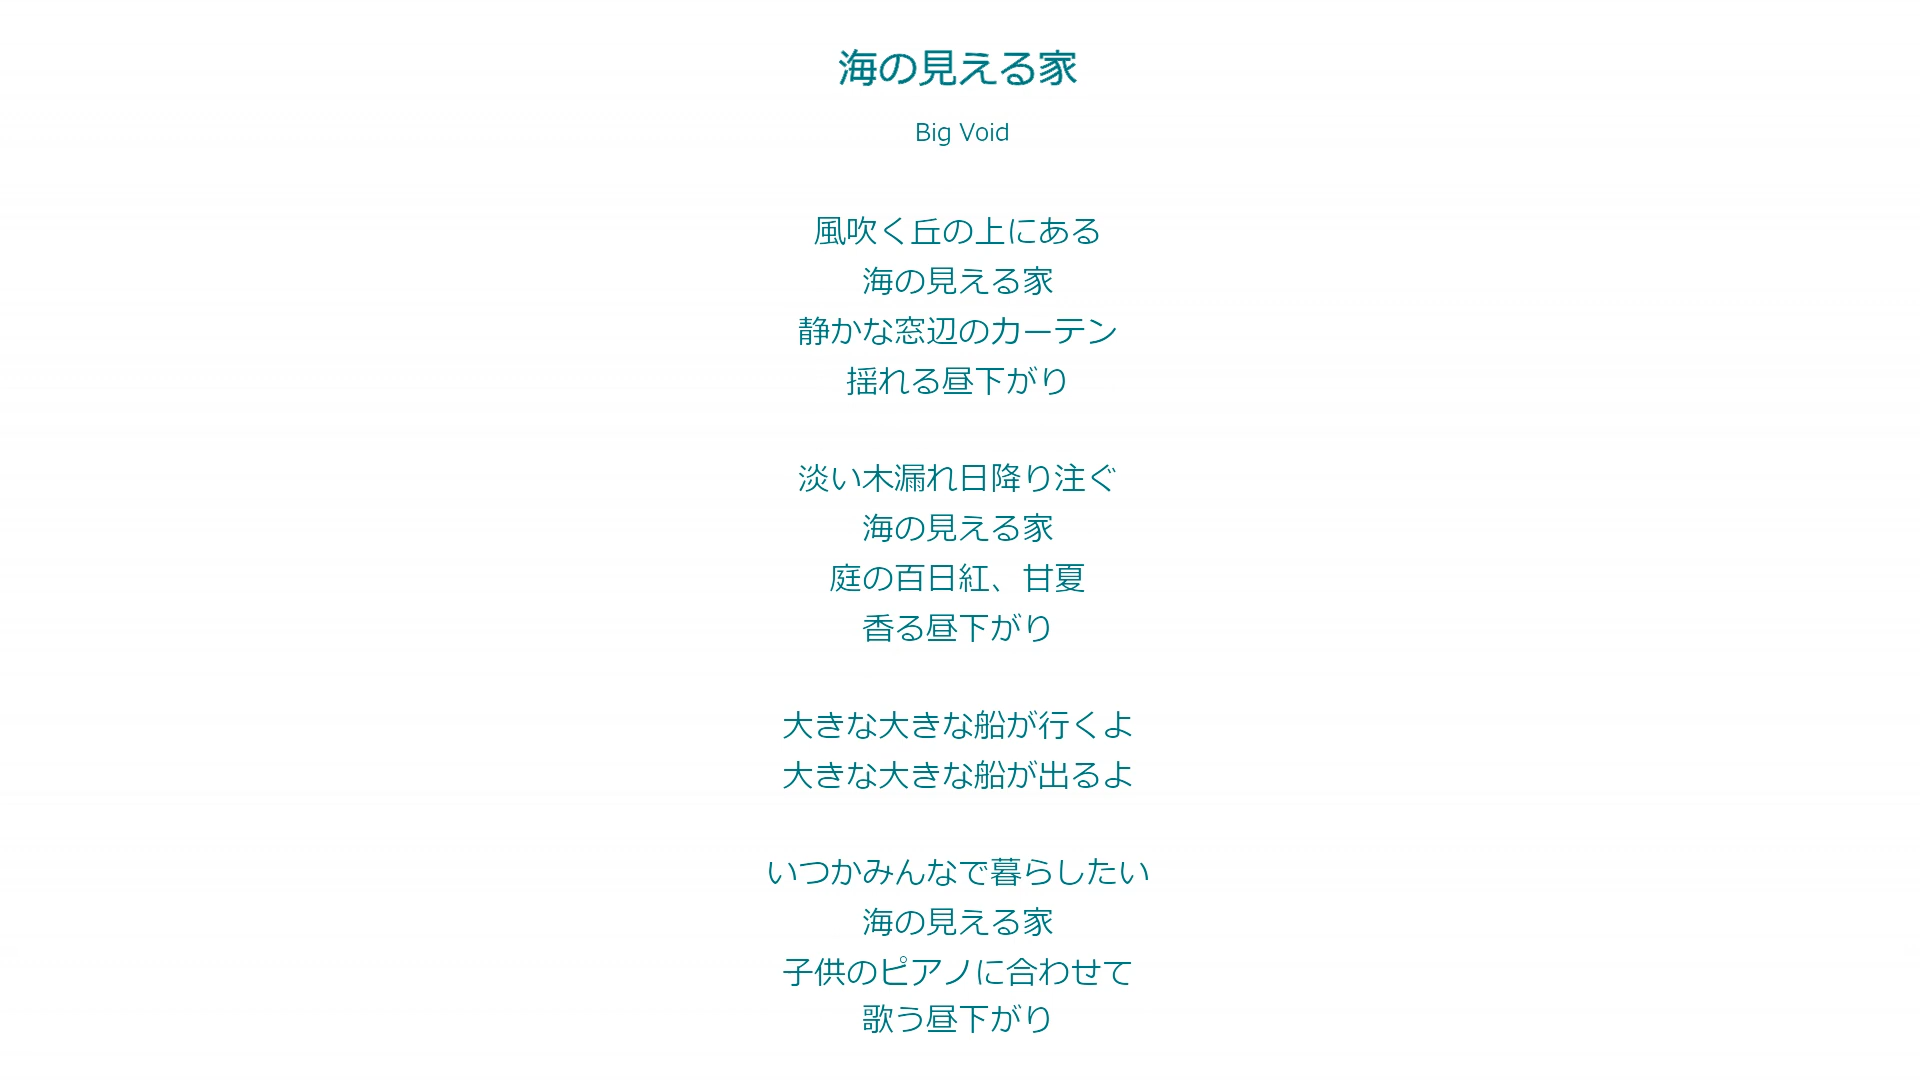 海の見える家
Big Void
風吹く丘の上にある
海の見える家
静かな窓辺のカーテン
揺れる昼下がり
淡い木漏れ日降り注ぐ
海の見える家
庭の百日紅、甘夏
香る昼下がり
大きな大きな船が行くよ
大きな大きな船が出るよ
いつかみんなで暮らしたい
海の見える家
子供のピアノに合わせて
歌う昼下がり